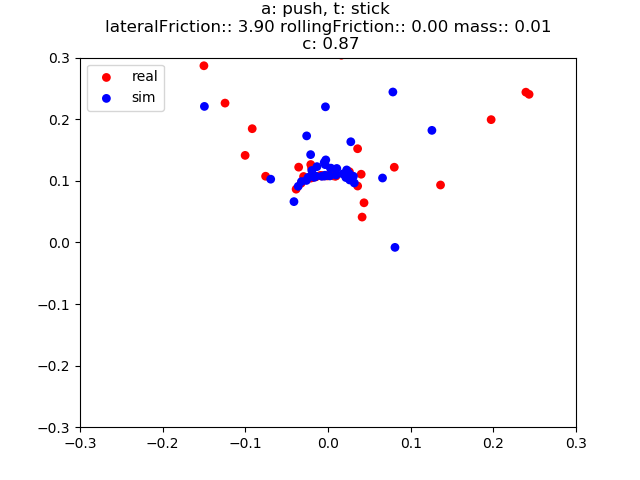 a: push, t: stick
lateralFriction:: 3.90 rollingFriction:: 0.00 mass:: 0.01
c: 0.87
real
sim
0.3
0.2
0.1
0.0
−0.1
−0.2
−0.3
−0.3
−0.2
−0.1
0.0
0.1
0.2
0.3